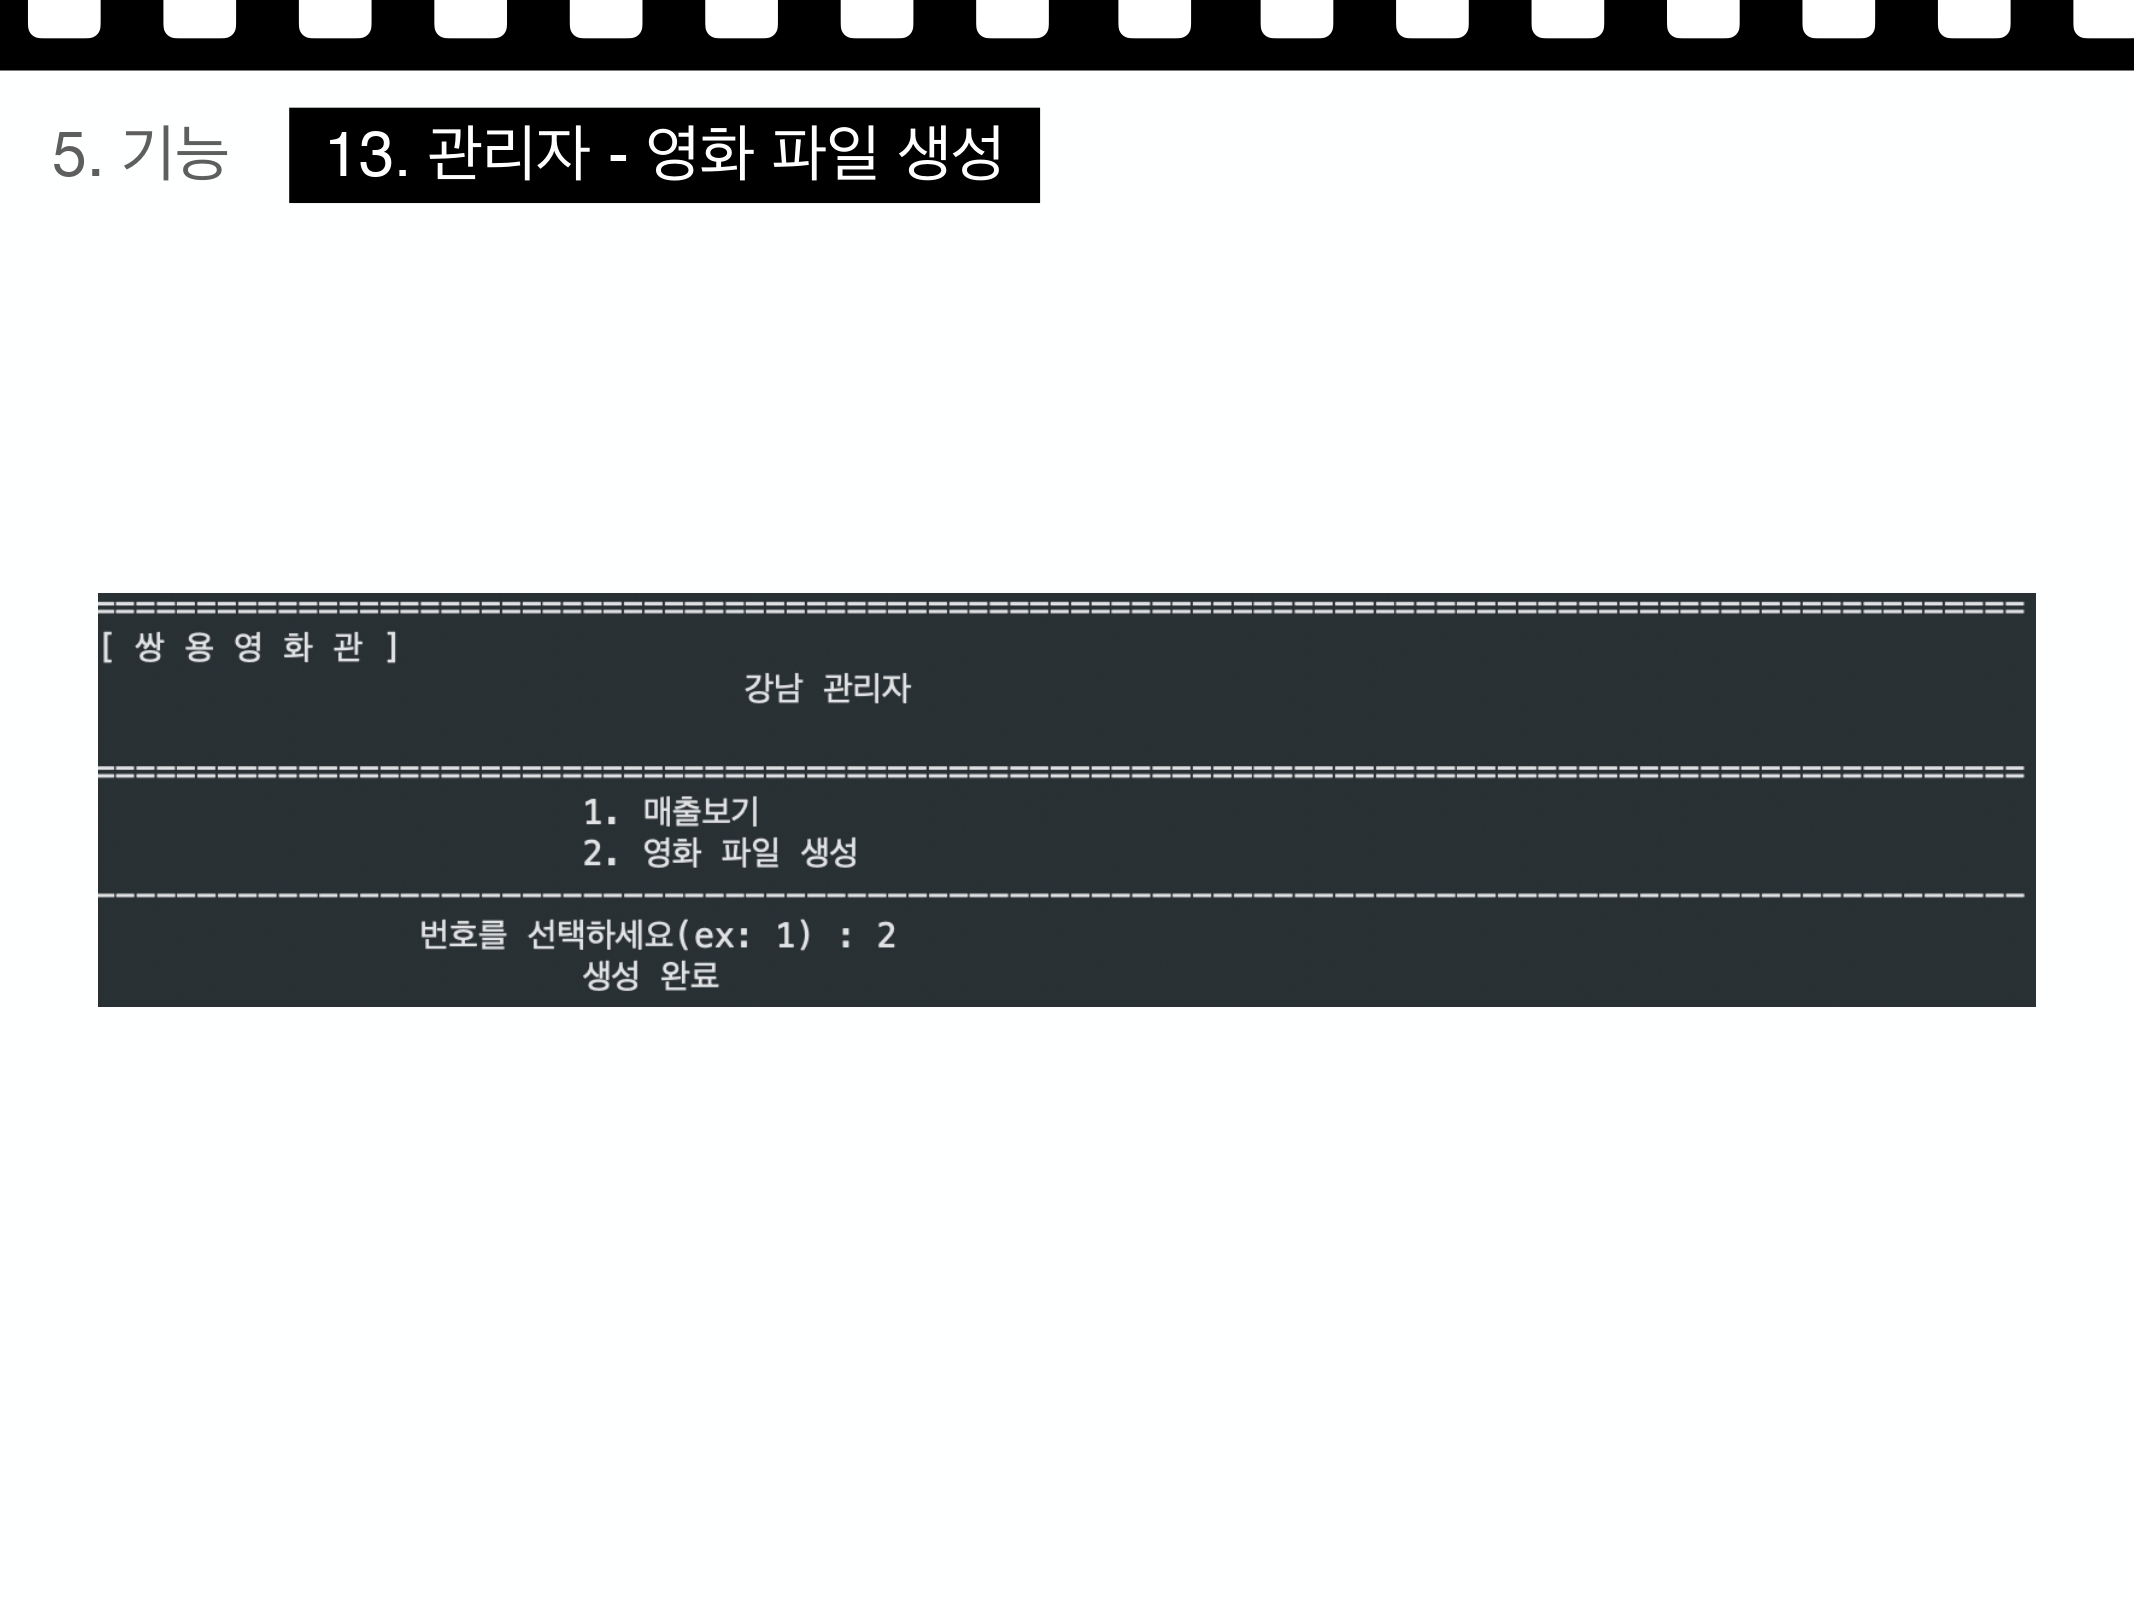 5. 기능 13. 관리자 - 영화 파일 생성
================================================================================================
[ 쌍 용 영 화 관 ]
강남 관리자
================================================================================================
1. 매출보기
2. 영화 파일 생성
------------------------------------------------------------------------------------------------
번호를 선택하세요(ex: 1) : 2
생성 완료